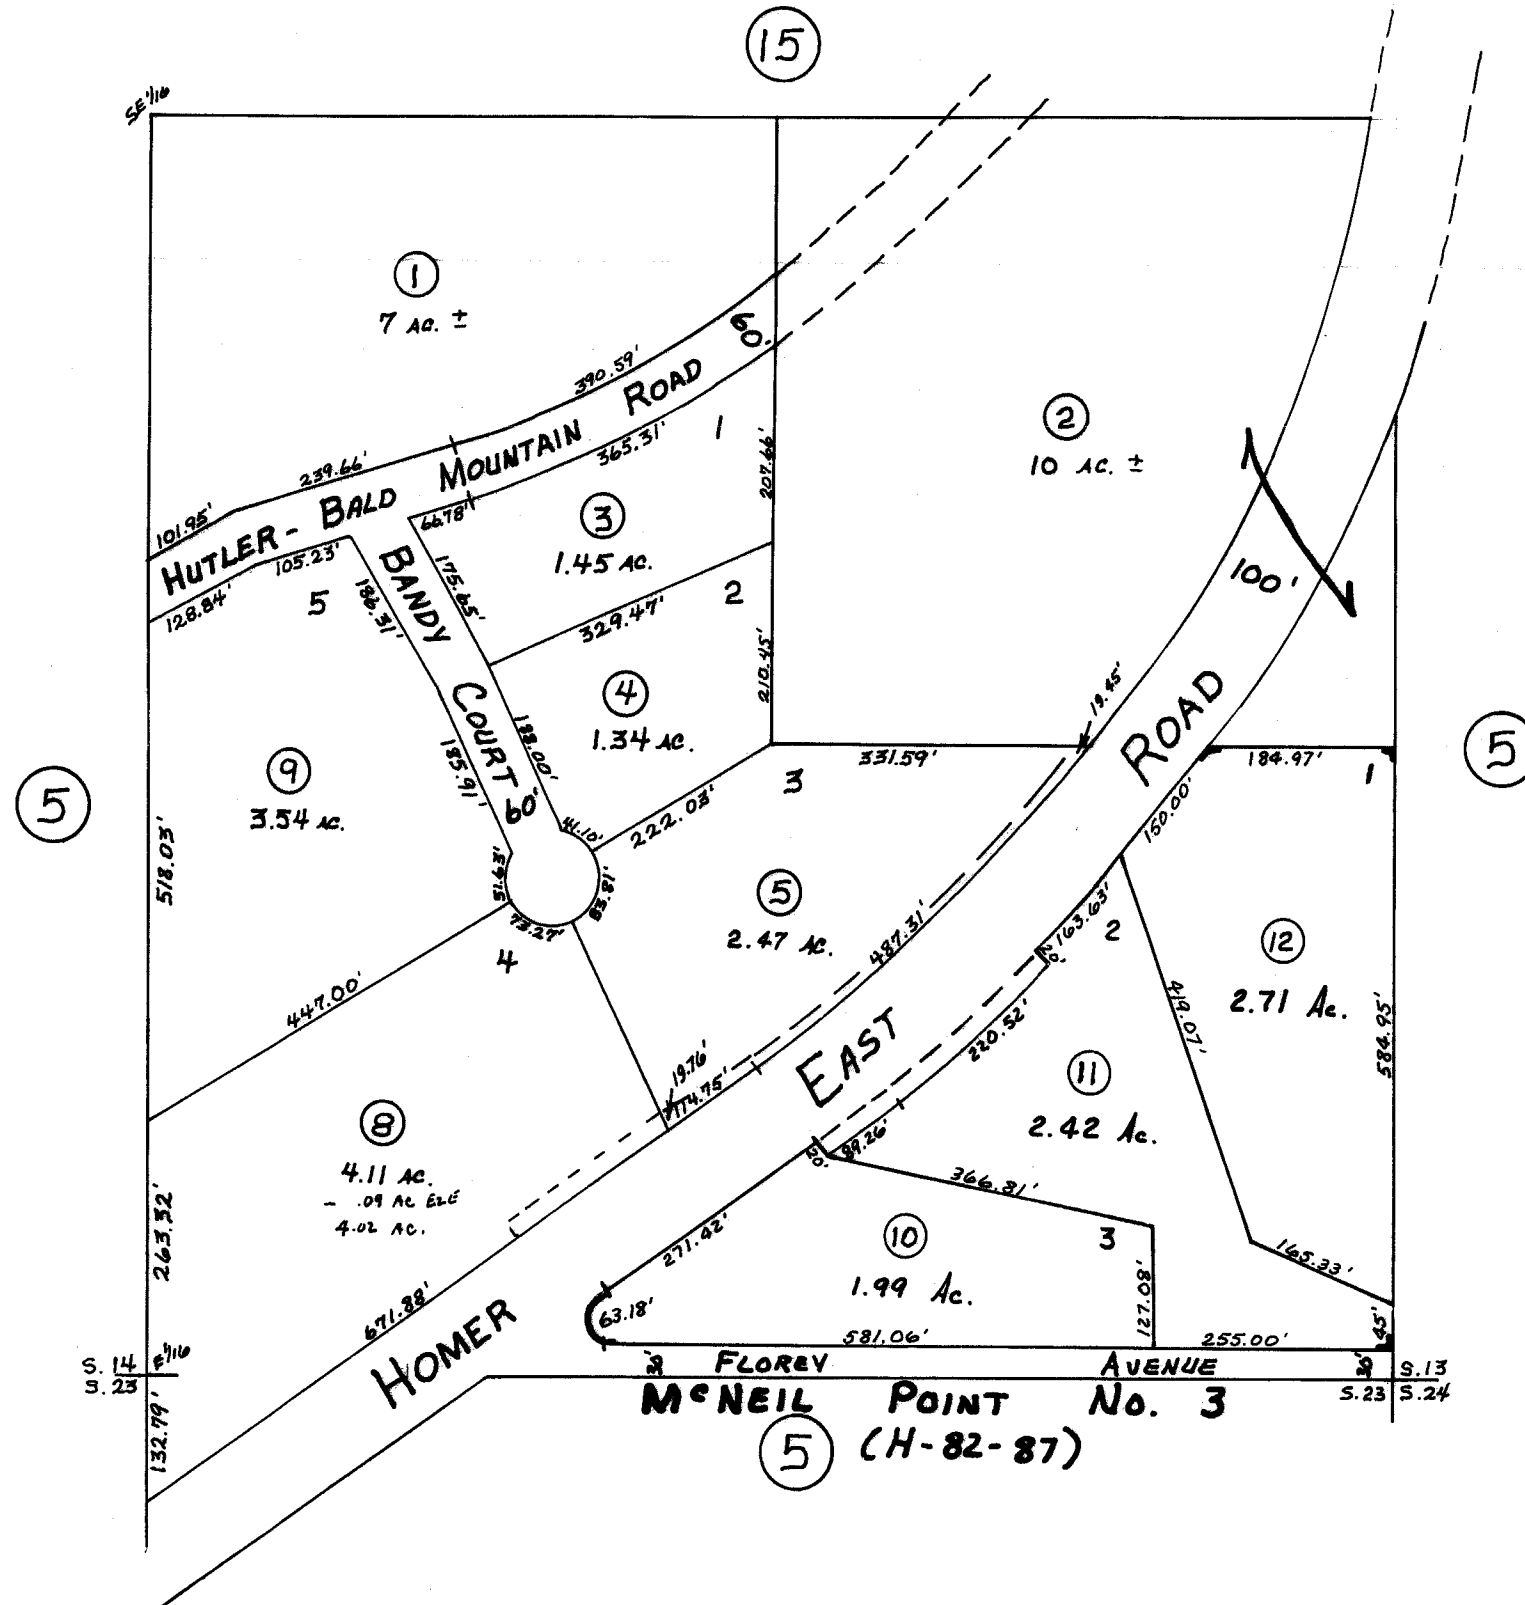 15
SE 1/16
1
7 AC. ±
60'
390.59'
HUTLER - BALD MOUNTAIN ROAD
365.31'
1
239.66'
207.66'
2
10 AC. ±
101.95'
66.78'
3
1.45 AC.
105.23'
128.84'
5
186.31'
BANDY COURT 60'
175.65'
329.47'
2
100'
210.45'
4
1.34 AC.
188.00'
185.91'
19.45'
331.59'
184.97'
1
3
5
9
3.54 AC.
5
518.03'
41.10'
222.03'
150.00'
51.63'
83.81'
73.27'
4
5
2.47 AC.
487.31'
163.63'
20'
2
12
2.71 Ac.
447.00'
419.07'
220.52'
584.95'
19.76'
114.75'
11
2.42 Ac.
8
4.11 AC.
- .09 AC ELE
4.02 AC.
20'
89.26'
366.81'
263.32'
271.42'
10
1.99 Ac.
3
127.08'
165.33'
671.88'
63.18'
581.06'
255.00'
45'
HOMER EAST ROAD
S. 14
E 1/16
S. 23
30'
FLOREY AVENUE
30'
S. 13
S. 23
S. 24
132.79'
McNEIL POINT No. 3
5
(H-82-87)